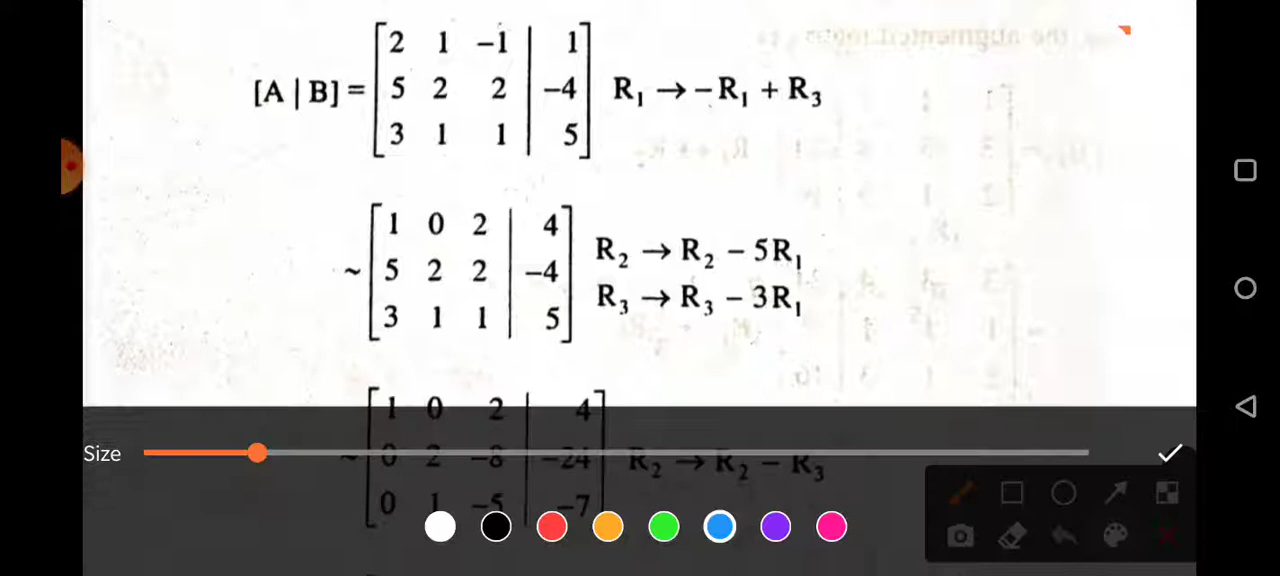 [A | B] = [2 1 −1 | 1]
[5 2 2 | −4] R₁ → − R₁ + R₃
[3 1 1 | 5]
~ [1 0 2 | 4]
[5 2 2 | −4] R₂ → R₂ − 5R₁
[3 1 1 | 5] R₃ → R₃ − 3R₁
~ [1 0 2 | 4]
[0 2 −8 | −24] R₂ → R₂ − R₃
[0 1 −5 | −7]
Size